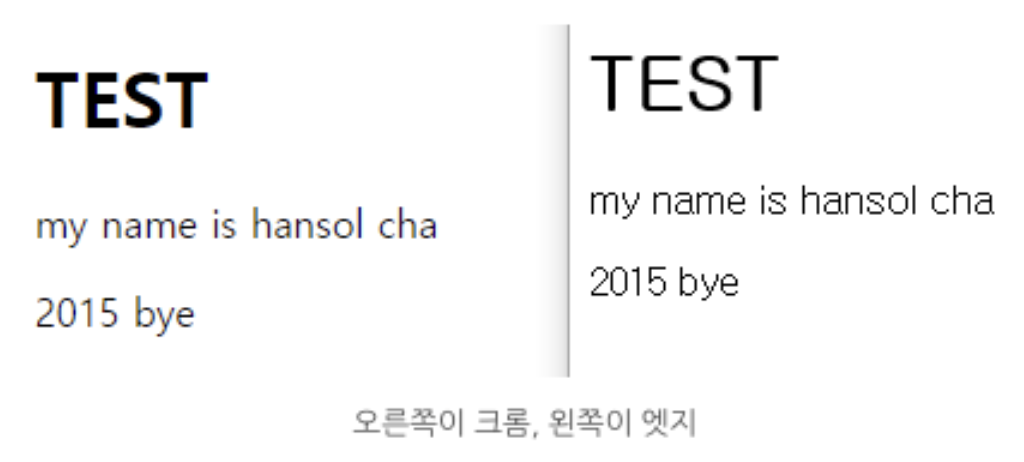 TEST
my name is hansol cha
2015 bye
TEST
my name is hansol cha
2015 bye
오른쪽이 크롬, 왼쪽이 엣지